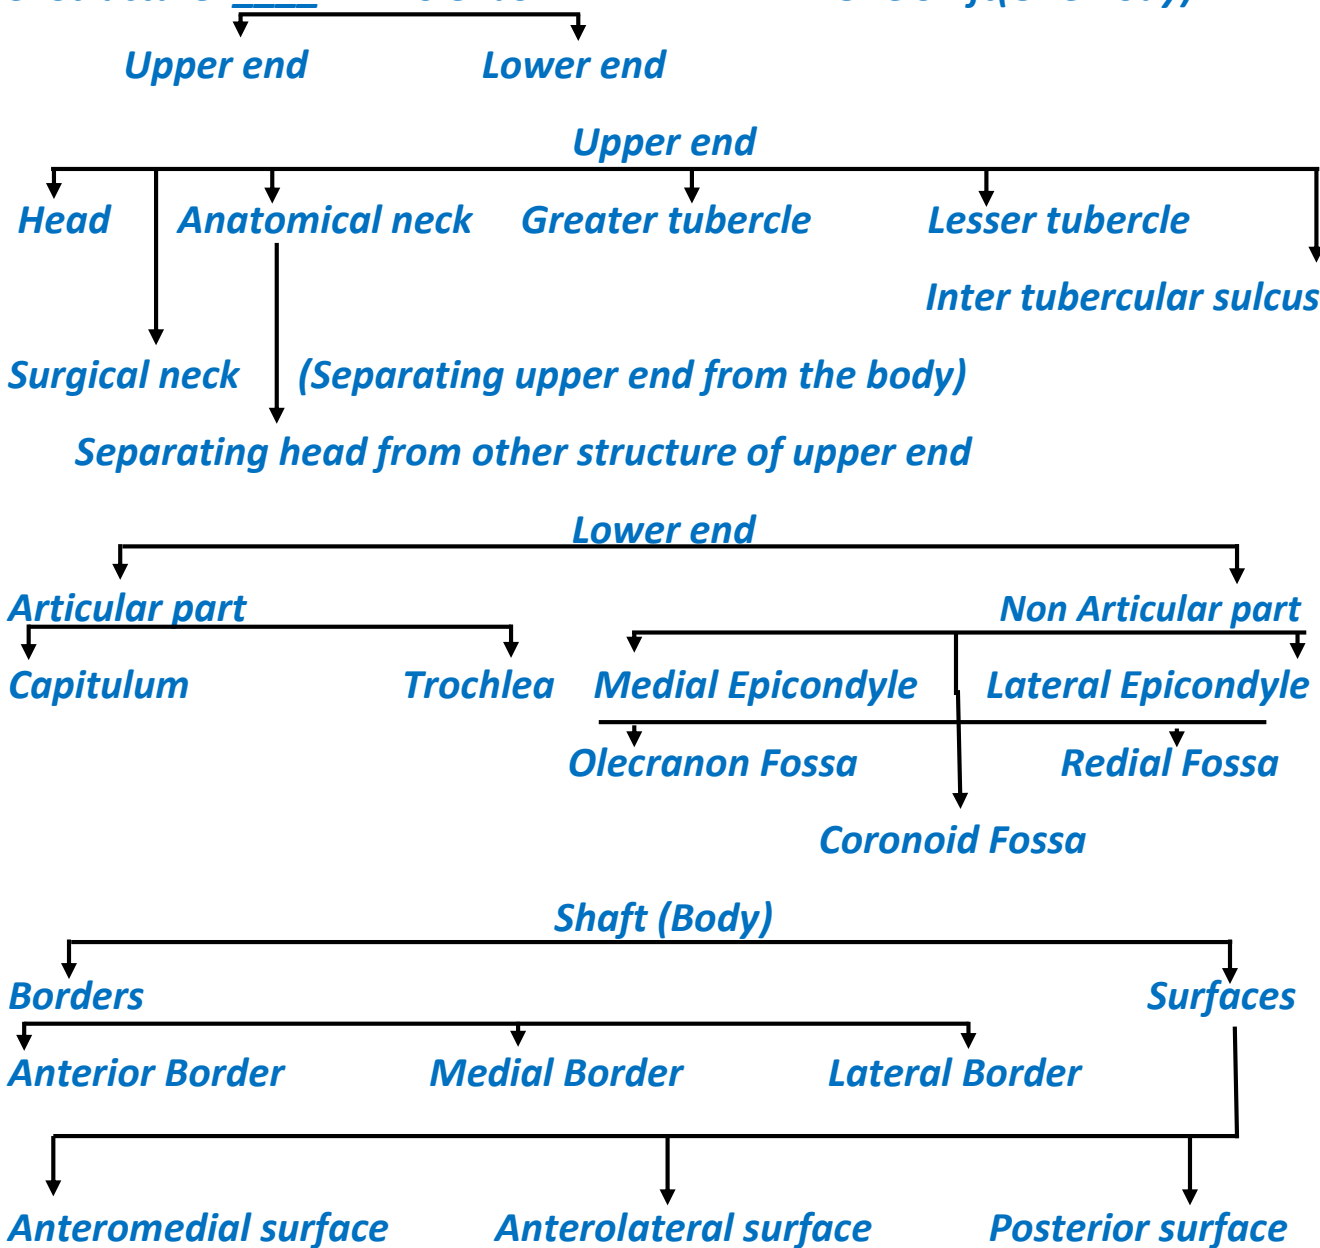 Upper end Lower end
Upper end
Head Anatomical neck Greater tubercle Lesser tubercle
Inter tubercular sulcus
Surgical neck (Separating upper end from the body)
Separating head from other structure of upper end
Lower end
Articular part Non Articular part
Capitulum Trochlea Medial Epicondyle Lateral Epicondyle
Olecranon Fossa Redial Fossa
Coronoid Fossa
Shaft (Body)
Borders Surfaces
Anterior Border Medial Border Lateral Border
Anteromedial surface Anterolateral surface Posterior surface